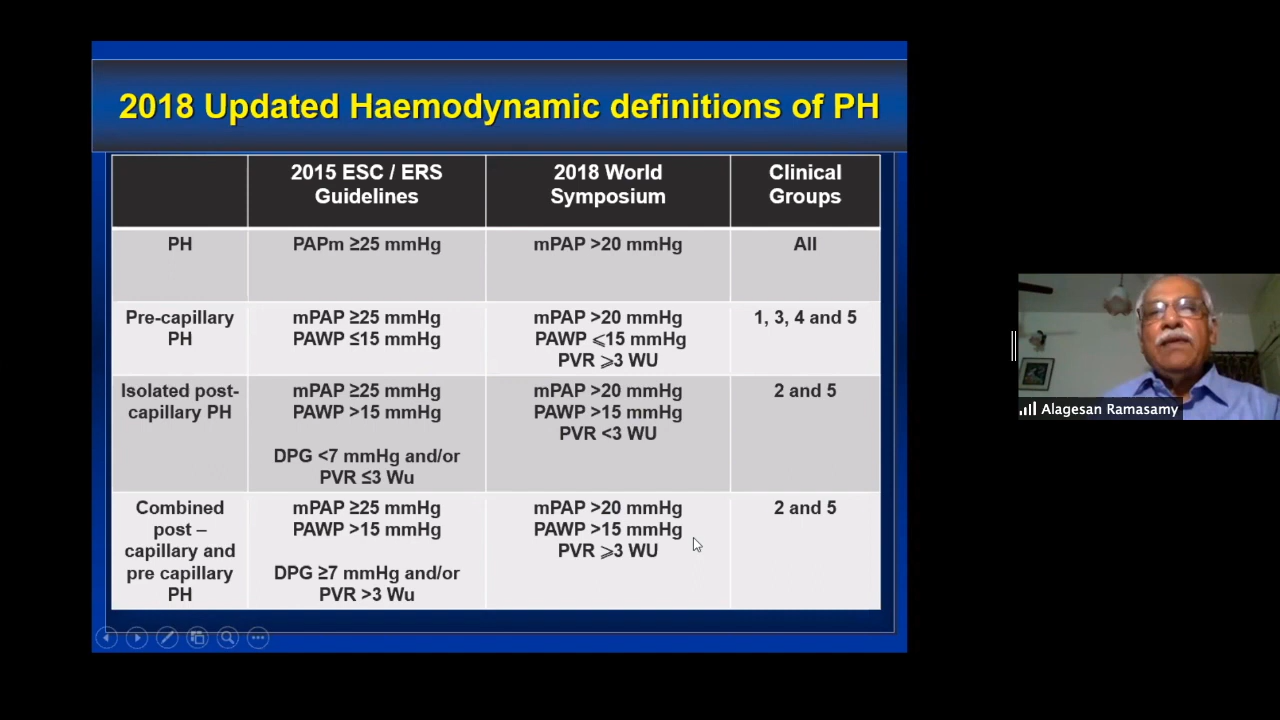 2018 Updated Haemodynamic definitions of PH
2015 ESC / ERS
Guidelines
2018 World
Symposium
Clinical
Groups
PH
PAPm ≥25 mmHg
mPAP >20 mmHg
All
Pre-capillary
PH
mPAP ≥25 mmHg
PAWP ≤15 mmHg
mPAP >20 mmHg
PAWP ⩽15 mmHg
PVR ⩾3 WU
1, 3, 4 and 5
Isolated post-
capillary PH
mPAP ≥25 mmHg
PAWP >15 mmHg
DPG <7 mmHg and/or
PVR ≤3 Wu
mPAP >20 mmHg
PAWP >15 mmHg
PVR <3 WU
2 and 5
Combined
post –
capillary and
pre capillary
PH
mPAP ≥25 mmHg
PAWP >15 mmHg
DPG ≥7 mmHg and/or
PVR >3 Wu
mPAP >20 mmHg
PAWP >15 mmHg
PVR ⩾3 WU
2 and 5
Alagesan Ramasamy